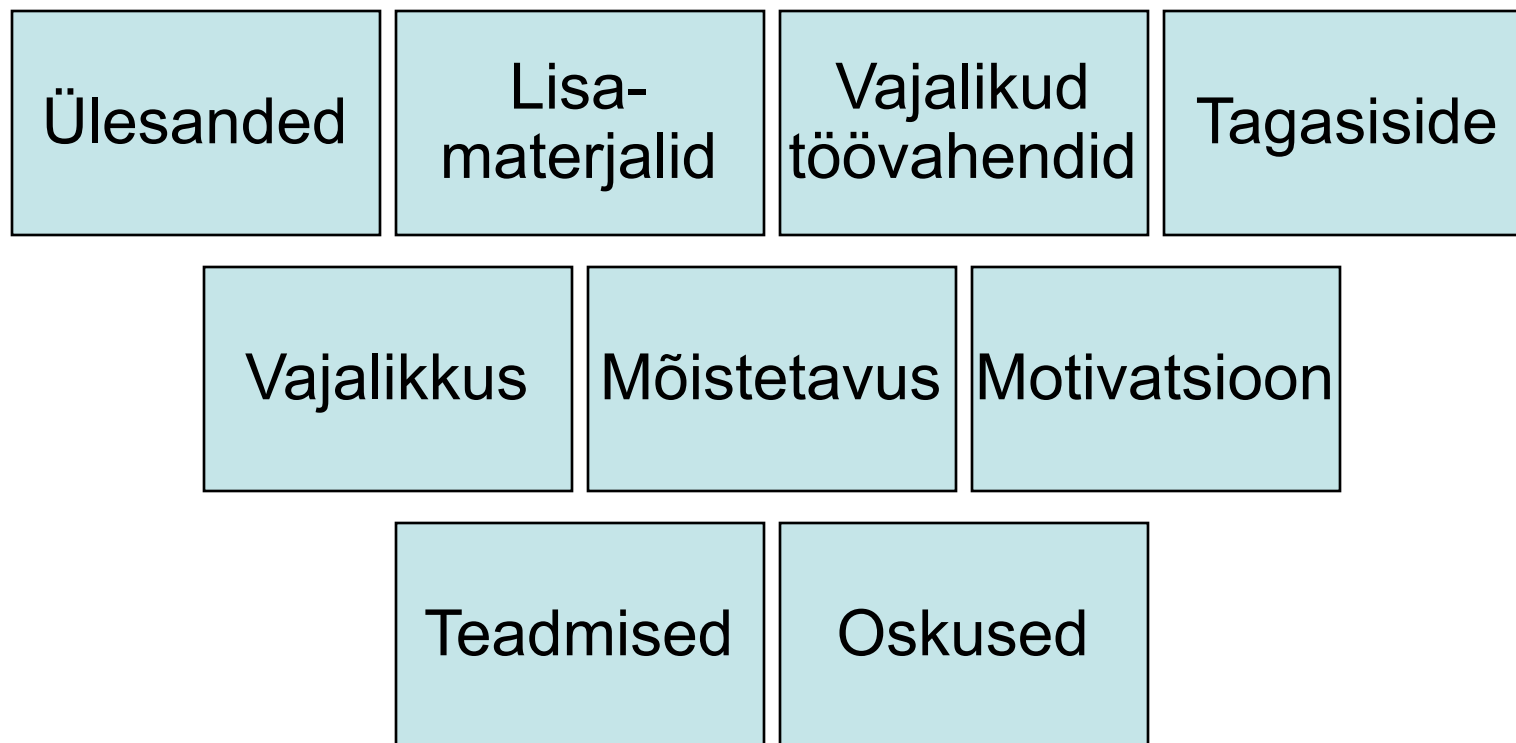 Ülesanded
Lisa-
materjalid
Vajalikud
töövahendid
Tagasiside
Vajalikkus
Mõistetavus
Motivatsioon
Teadmised
Oskused